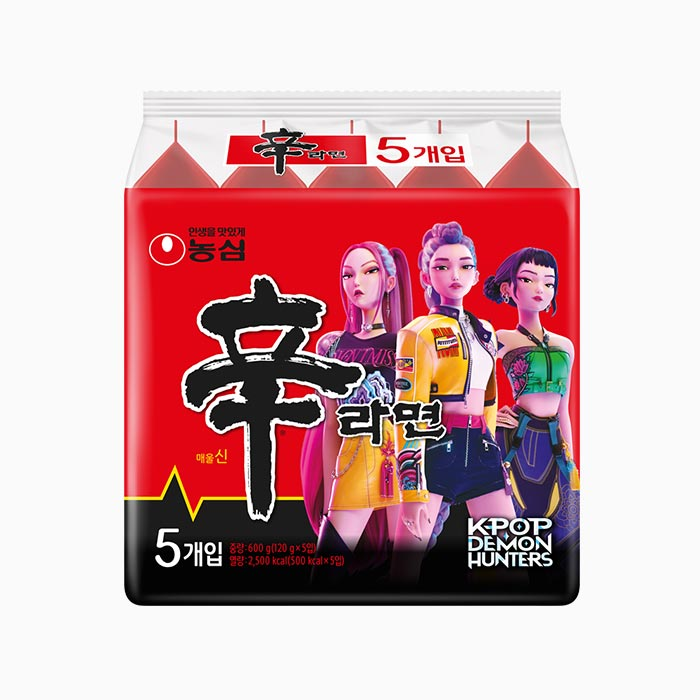 辛라면 5개입
인생을 맛있게
농심
辛라면
매울신
5개입
중량: 600 g(120 g×5입)
열량: 2,500 kcal(500 kcal×5입)
KPOP
DEMON
HUNTERS